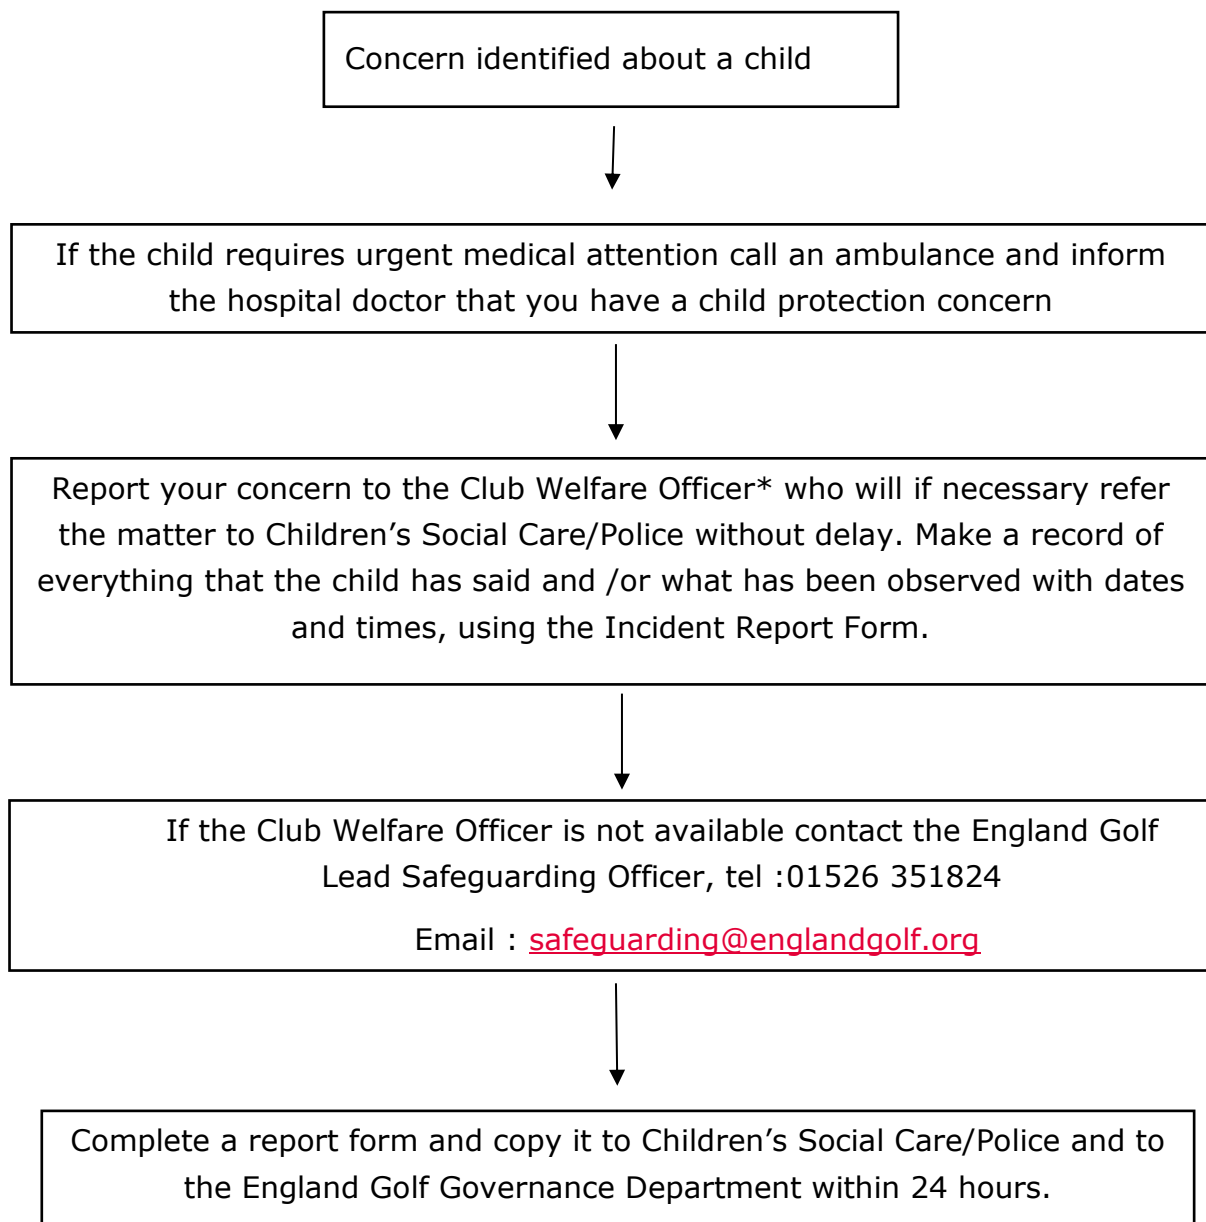 Concern identified about a child
If the child requires urgent medical attention call an ambulance and inform
the hospital doctor that you have a child protection concern
Report your concern to the Club Welfare Officer* who will if necessary refer
the matter to Children’s Social Care/Police without delay. Make a record of
everything that the child has said and /or what has been observed with dates
and times, using the Incident Report Form.
If the Club Welfare Officer is not available contact the England Golf
Lead Safeguarding Officer, tel :01526 351824
Email : safeguarding@englandgolf.org
Complete a report form and copy it to Children’s Social Care/Police and to
the England Golf Governance Department within 24 hours.